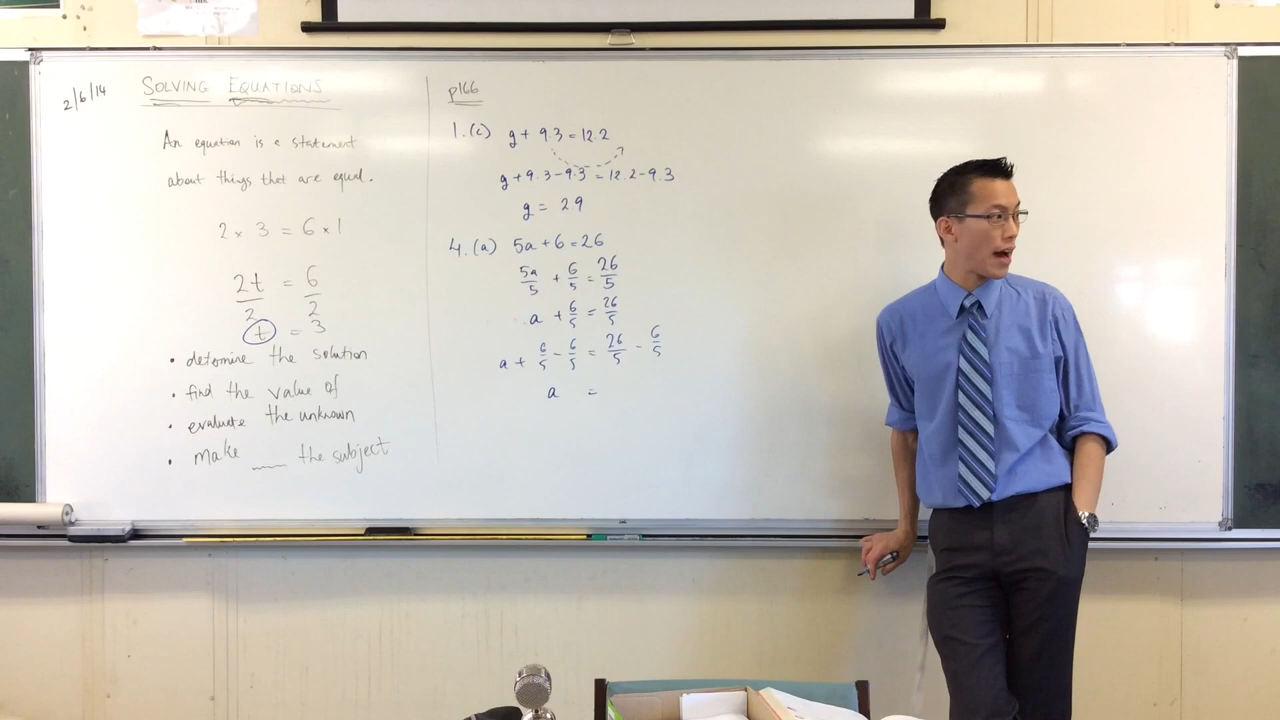 2/6/14
SOLVING EQUATIONS
An equation is a statement
about things that are equal.
2 × 3 = 6 × 1
2t/2 = 6/2
t = 3
• determine the solution
• find the value of
• evaluate the unknown
• make ___ the subject
p166
1.(c) g + 9.3 = 12.2
g + 9.3 - 9.3 = 12.2 - 9.3
g = 2.9
4.(a) 5a + 6 = 26
5a/5 + 6/5 = 26/5
a + 6/5 = 26/5
a + 6/5 - 6/5 = 26/5 - 6/5
a =